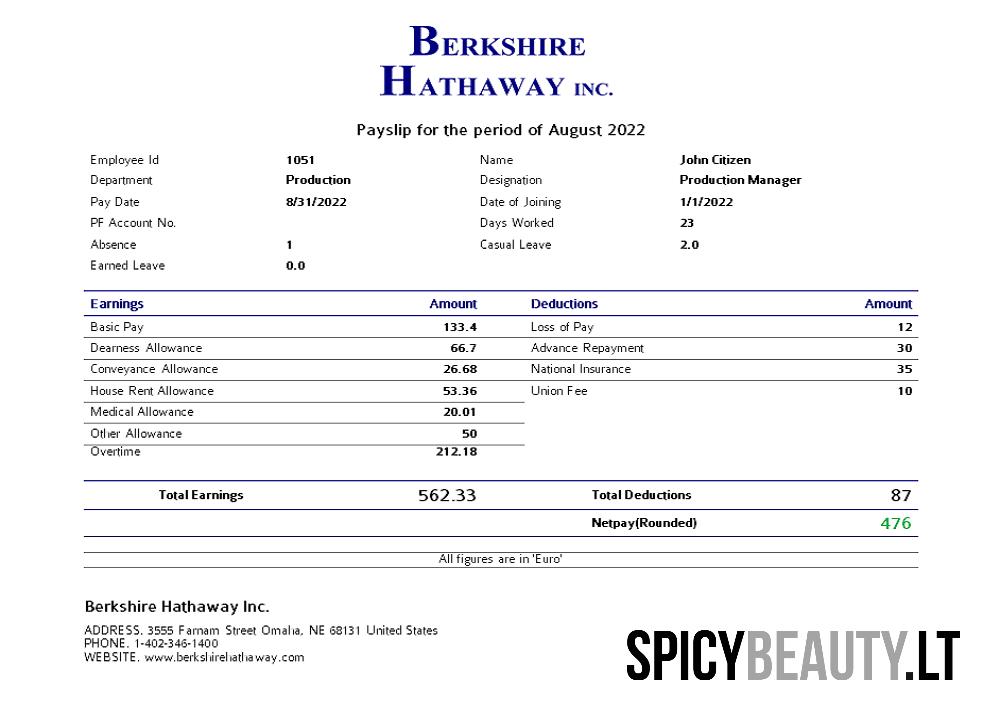 BERKSHIRE
HATHAWAY INC.
Payslip for the period of August 2022
Employee Id 1051 Name John Citizen
Department Production Designation Production Manager
Pay Date 8/31/2022 Date of Joining 1/1/2022
PF Account No. Days Worked 23
Absence 1 Casual Leave 2.0
Earned Leave 0.0
Earnings Amount Deductions Amount
Basic Pay 133.4 Loss of Pay 12
Dearness Allowance 66.7 Advance Repayment 30
Conveyance Allowance 26.68 National Insurance 35
House Rent Allowance 53.36 Union Fee 10
Medical Allowance 20.01
Other Allowance 50
Overtime 212.18
Total Earnings 562.33 Total Deductions 87
Netpay(Rounded) 476
All figures are in 'Euro'
Berkshire Hathaway Inc.
ADDRESS. 3555 Farnam Street Omaha, NE 68131 United States
PHONE. 1-402-346-1400
WEBSITE. www.berkshirehathaway.com
SPICYBEAUTY.LT